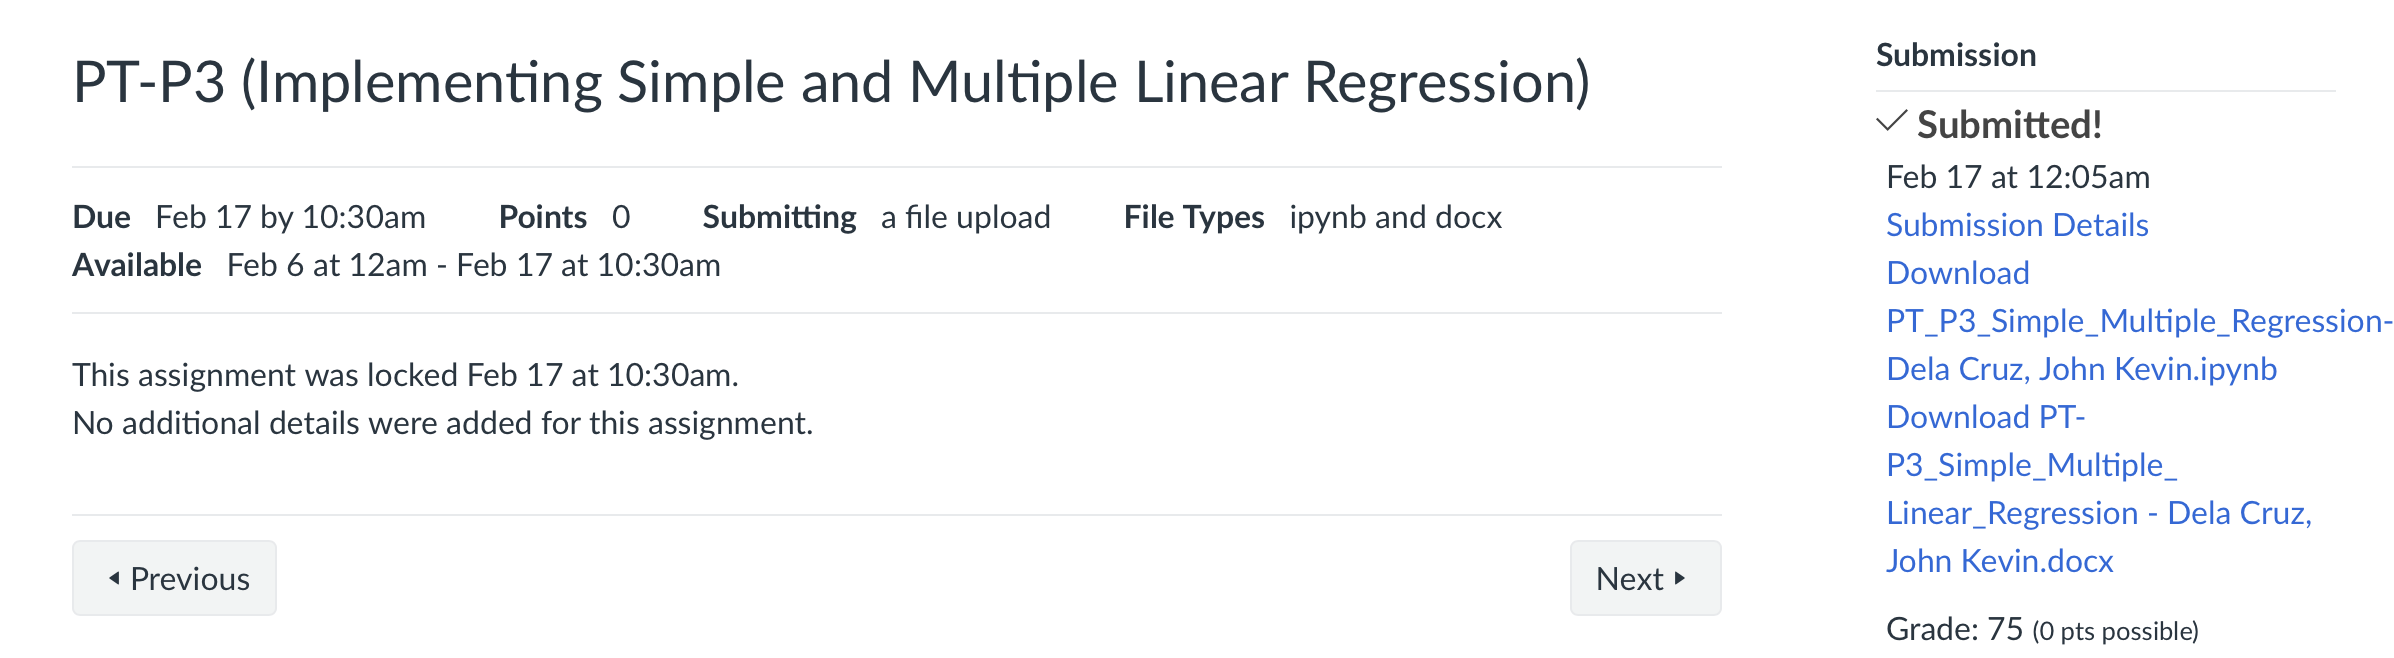 PT-P3 (Implementing Simple and Multiple Linear Regression)
Due Feb 17 by 10:30am Points 0 Submitting a file upload File Types ipynb and docx
Available Feb 6 at 12am - Feb 17 at 10:30am
This assignment was locked Feb 17 at 10:30am.
No additional details were added for this assignment.
Previous
Next
Submission
Submitted!
Feb 17 at 12:05am
Submission Details
Download
PT_P3_Simple_Multiple_Regression-
Dela Cruz, John Kevin.ipynb
Download PT-
P3_Simple_Multiple_
Linear_Regression - Dela Cruz,
John Kevin.docx
Grade: 75 (0 pts possible)